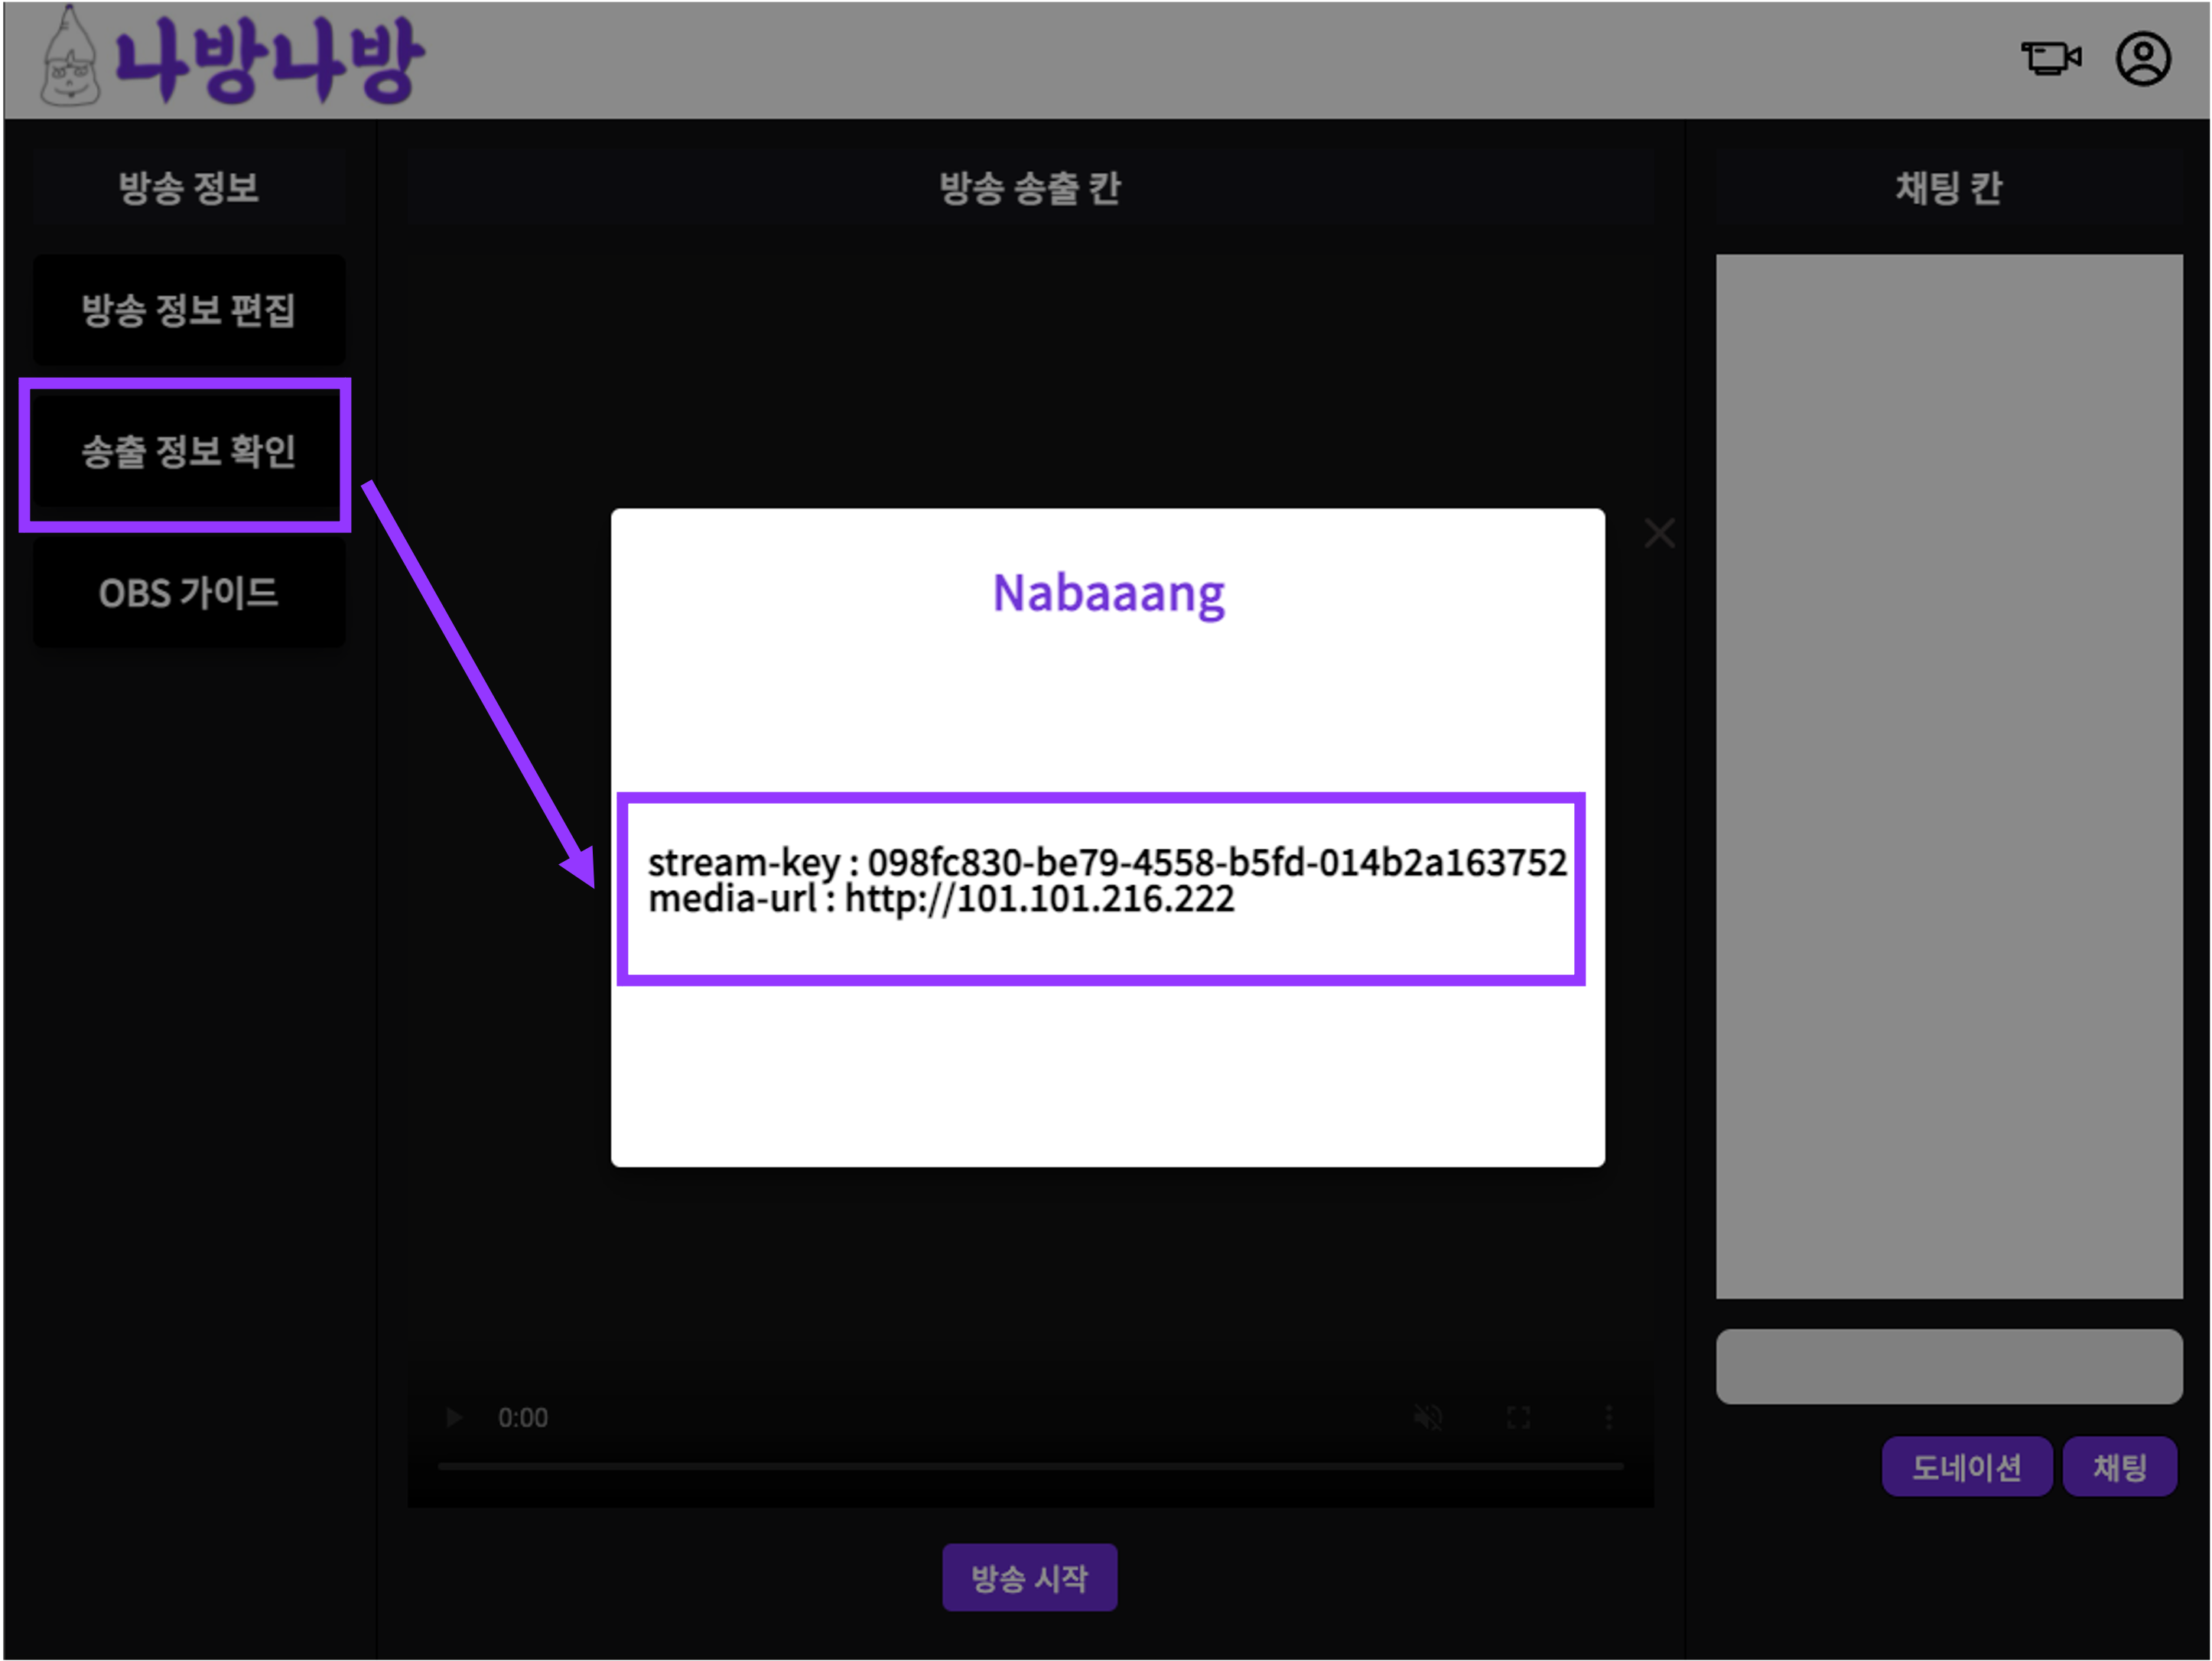 나방나방
방송 정보
방송 정보 편집
송출 정보 확인
OBS 가이드
방송 송출 칸
Nabaaang
stream-key : 098fc830-be79-4558-b5fd-014b2a163752
media-url : http://101.101.216.222
0:00
방송 시작
채팅 칸
도네이션
채팅